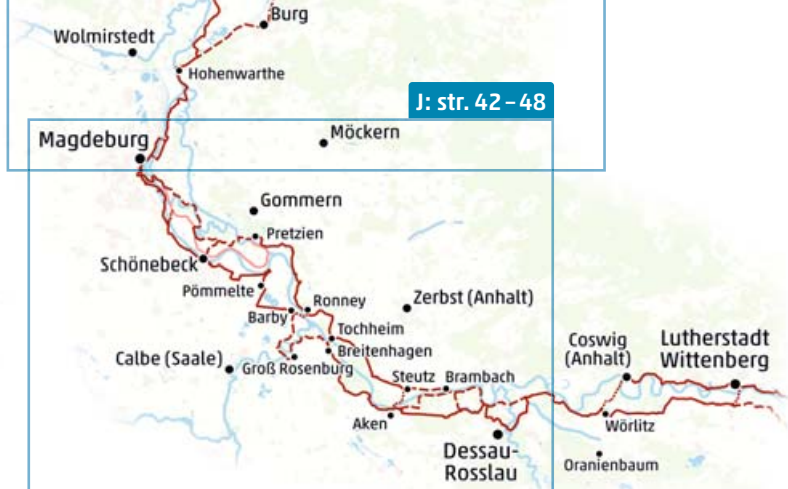 Burg
Wolmirstedt
Hohenwarthe
J: str. 42–48
Magdeburg
Möckern
Gommern
Pretzien
Schönebeck
Pömmelte
Ronney
Zerbst (Anhalt)
Barby
Tochheim
Coswig
(Anhalt)
Lutherstadt
Wittenberg
Breitenhagen
Calbe (Saale)
Groß Rosenburg
Steutz
Brambach
Aken
Wörlitz
Dessau-
Rosslau
Oranienbaum